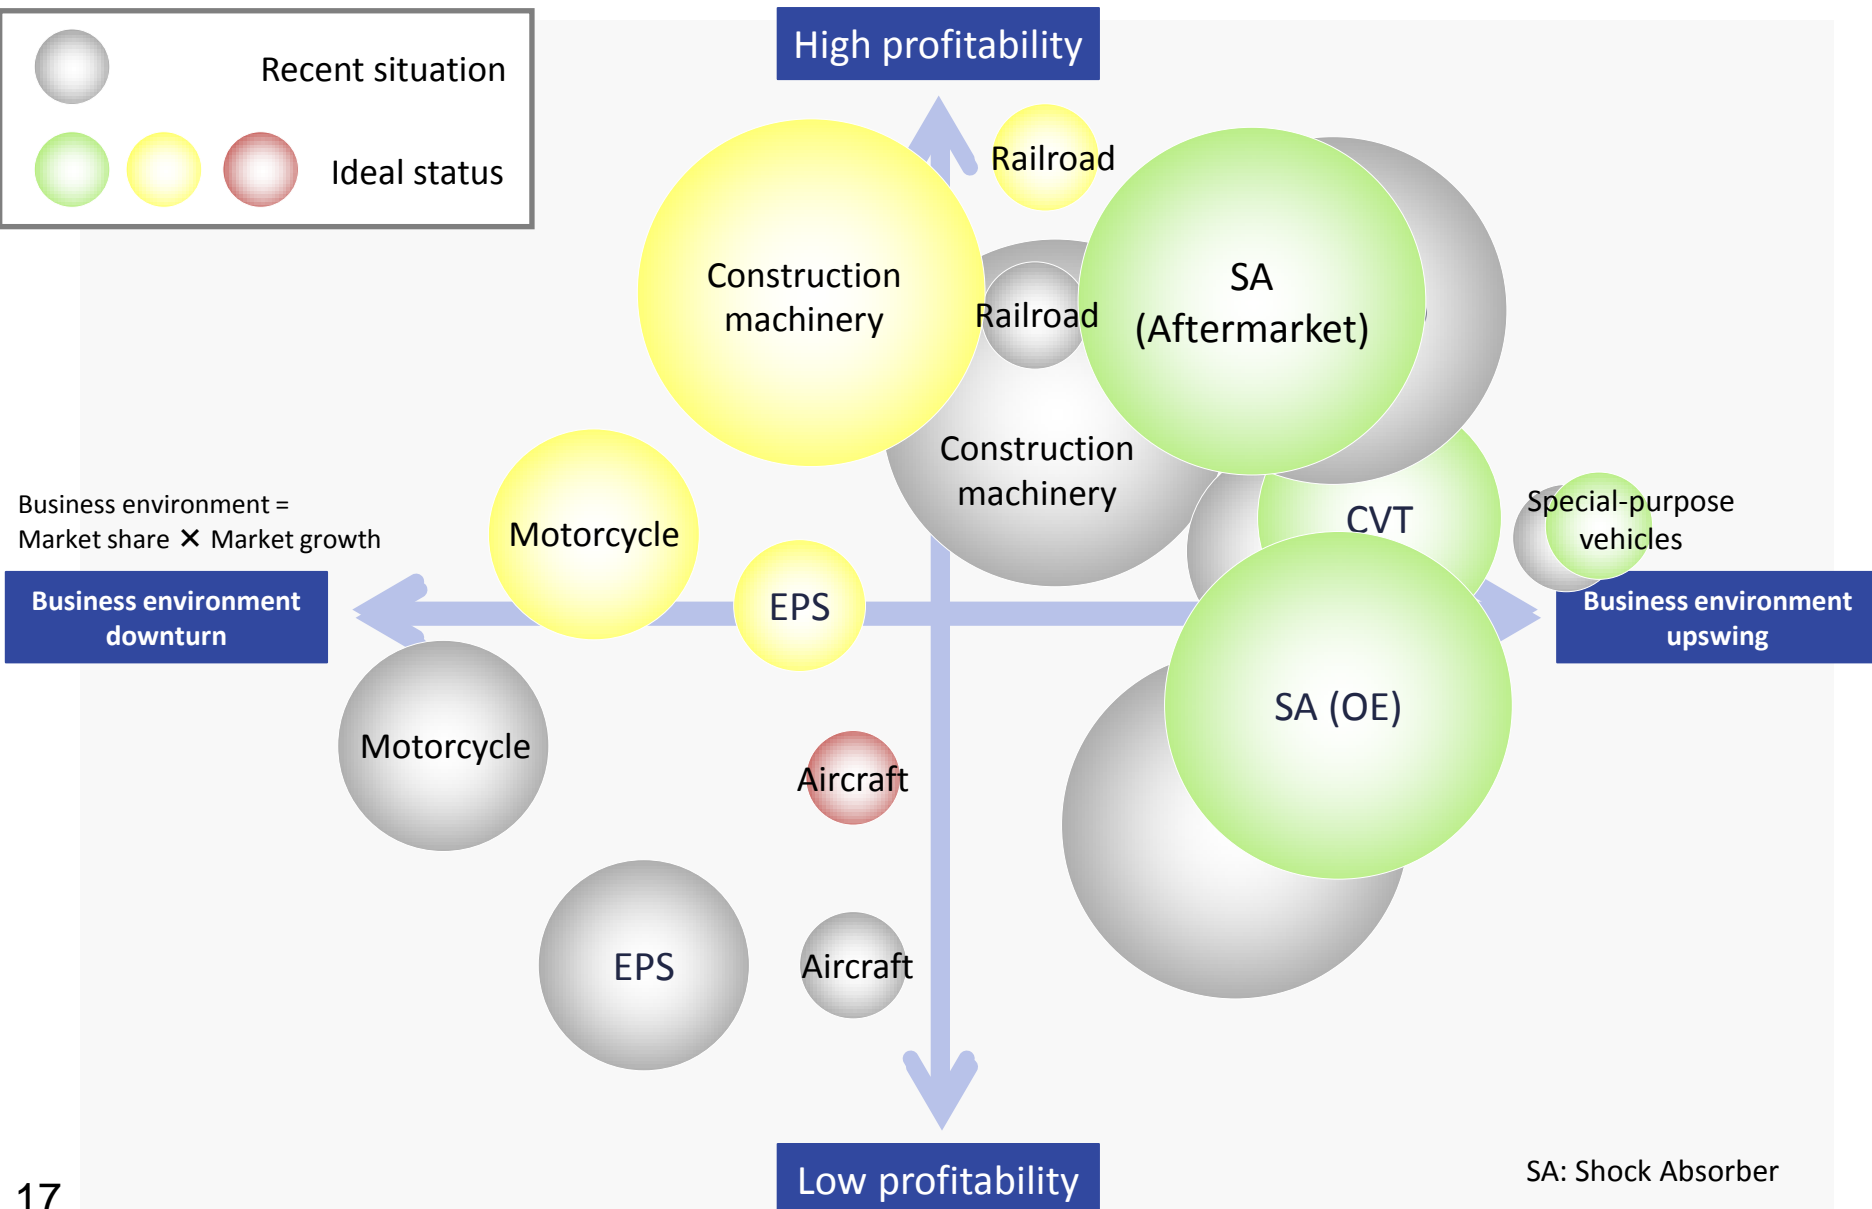 High profitability
Recent situation
Ideal status
Railroad
Construction
machinery
SA
(Aftermarket)
Railroad
Construction
machinery
Business environment =
Market share × Market growth
Motorcycle
CVT
Special-purpose
vehicles
Business environment
downturn
EPS
Business environment
upswing
SA (OE)
Motorcycle
Aircraft
EPS
Aircraft
Low profitability
SA: Shock Absorber
17